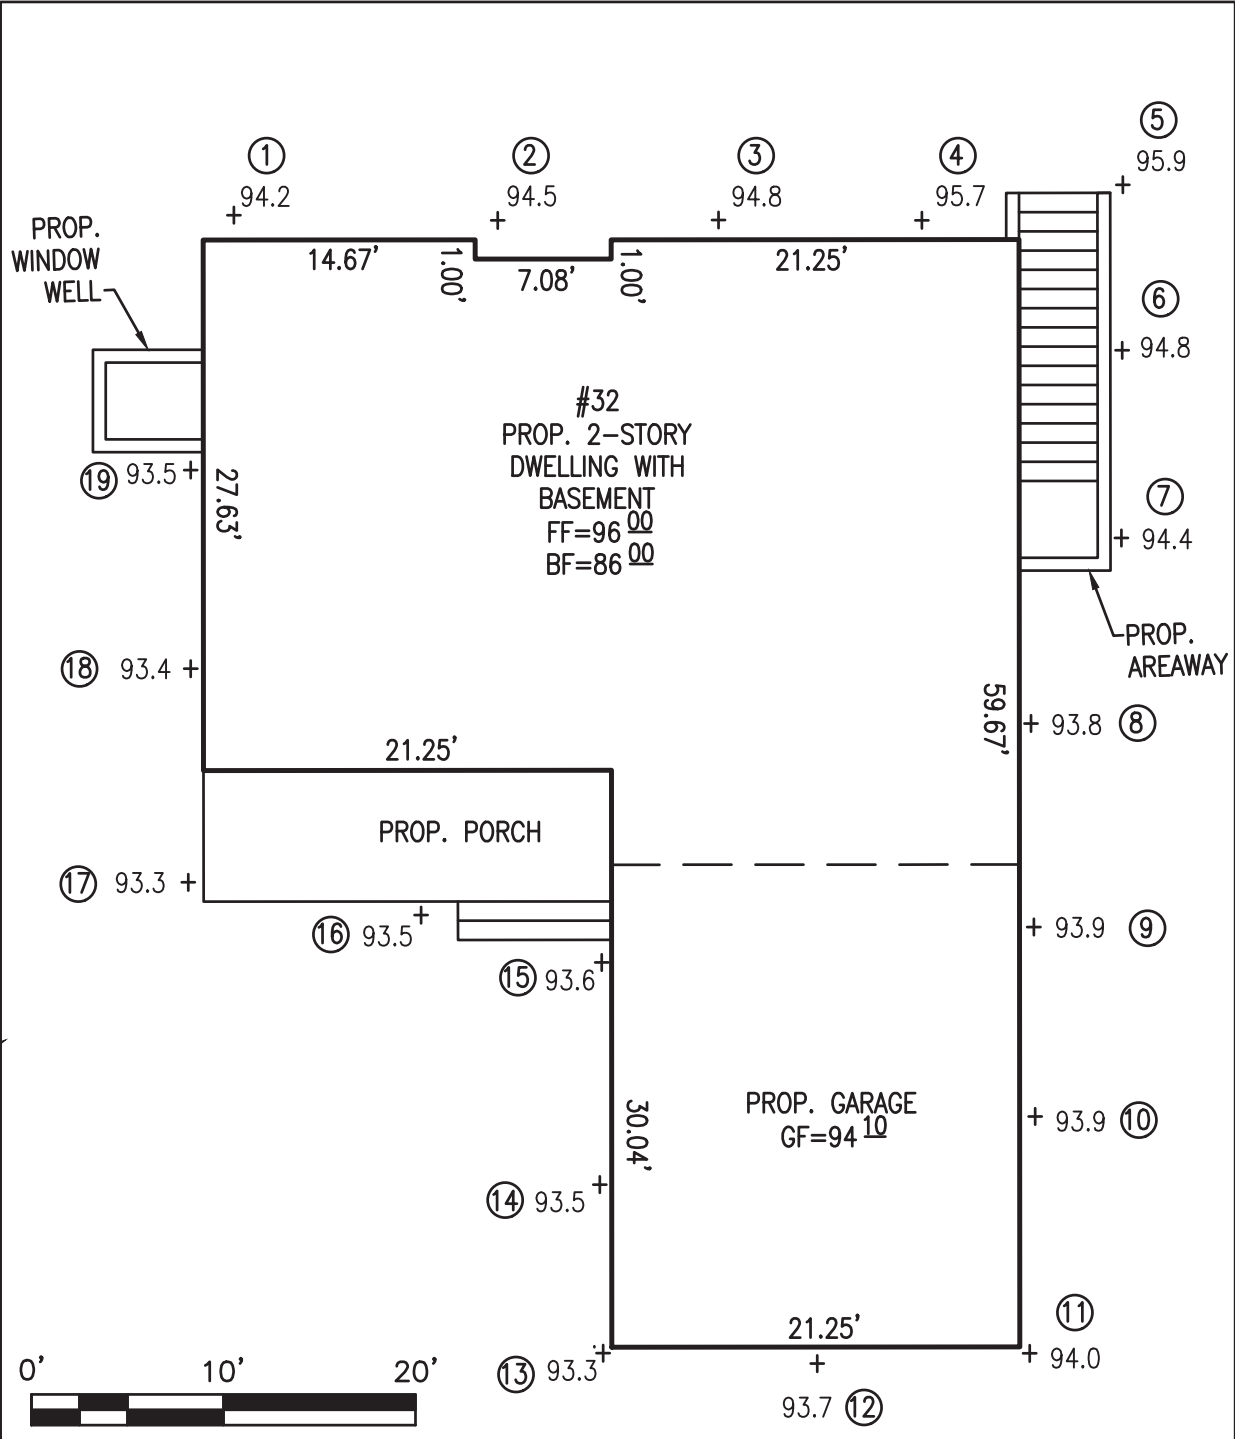 ①
②
③
④
⑤
94.2
94.5
94.8
95.7
95.9
PROP.
WINDOW
WELL
14.67'
1.00'
7.08'
1.00'
21.25'
⑥
94.8
#32
PROP. 2-STORY
DWELLING WITH
BASEMENT
FF=96 00
BF=86 00
⑲ 93.5
27.63'
⑦
94.4
PROP.
AREAWAY
⑱ 93.4
59.67'
93.8 ⑧
21.25'
PROP. PORCH
⑰ 93.3
⑯ 93.5
93.9 ⑨
⑮ 93.6
30.04'
PROP. GARAGE
GF=94 10
93.9 ⑩
⑭ 93.5
21.25'
⑪
94.0
⑬ 93.3
93.7 ⑫
0' 10' 20'